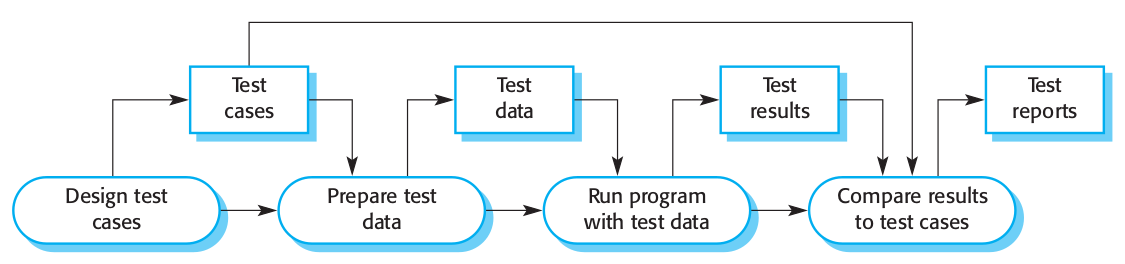 Test
cases
Test
data
Test
results
Test
reports
Design test
cases
Prepare test
data
Run program
with test data
Compare results
to test cases